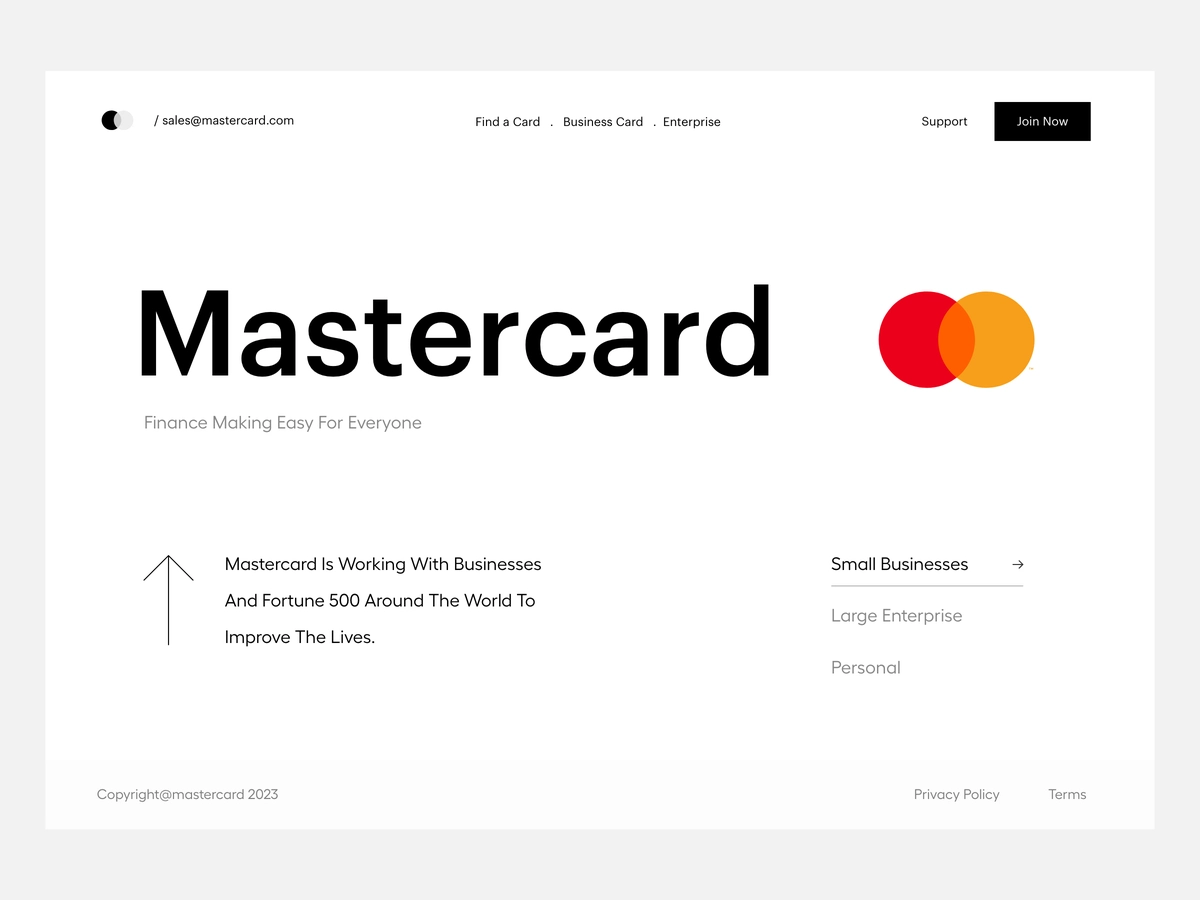 / sales@mastercard.com
Find a Card . Business Card . Enterprise
Support
Join Now
Mastercard
Finance Making Easy For Everyone
Mastercard Is Working With Businesses
And Fortune 500 Around The World To
Improve The Lives.
Small Businesses →
Large Enterprise
Personal
Copyright@mastercard 2023
Privacy Policy
Terms